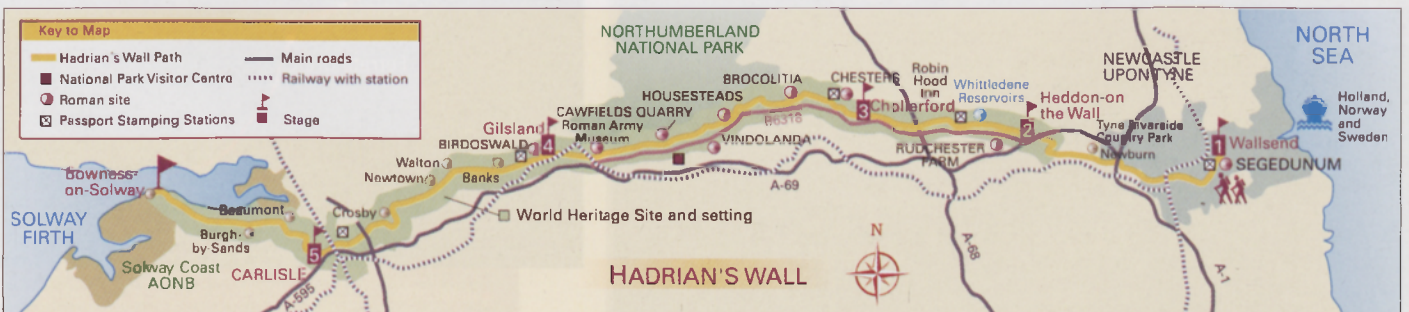 Key to Map
Hadrian's Wall Path
National Park Visitor Centre
Roman site
Passport Stamping Stations
Main roads
Railway with station
Stage
NORTHUMBERLAND
NATIONAL PARK
NORTH
SEA
Holland,
Norway
and
Sweden
NEWCASTLE
UPON TYNE
BROCOLITIA
CHESTERS
Robin
Hood
Inn
Whittledene
Reservoirs
Heddon-on
the Wall
HOUSESTEADS
CAWFIELDS QUARRY
Roman Army
Museum
Gilsland
4
3
Chollerford
B6318
VINDOLANDA
2
RUDCHESTER
FARM
Tyne Riverside
Country Park
Newburn
1
Wallsend
SEGEDUNUM
BIRDOSWALD
Walton
Banks
Newtown
A-69
Bowness-
on-Solway
SOLWAY
FIRTH
Beaumont
Crosby
World Heritage Site and setting
Burgh-
by-Sands
5
CARLISLE
Solway Coast
AONB
A-595
HADRIAN'S WALL
N
A-68
A-1